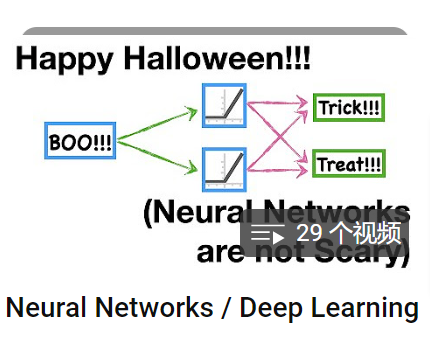 Happy Halloween!!!
BOO!!!
Trick!!!
Treat!!!
(Neural Networks
are not Scary)
29 个视频
Neural Networks / Deep Learning